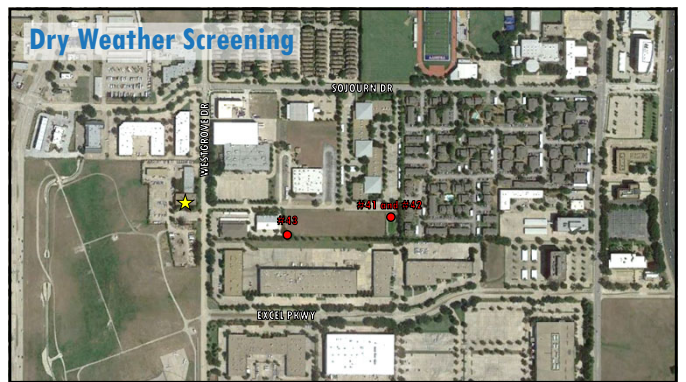 Dry Weather Screening
SOJOURN DR
WESTGROVE DR
#41 and #42
#43
EXCEL PKWY